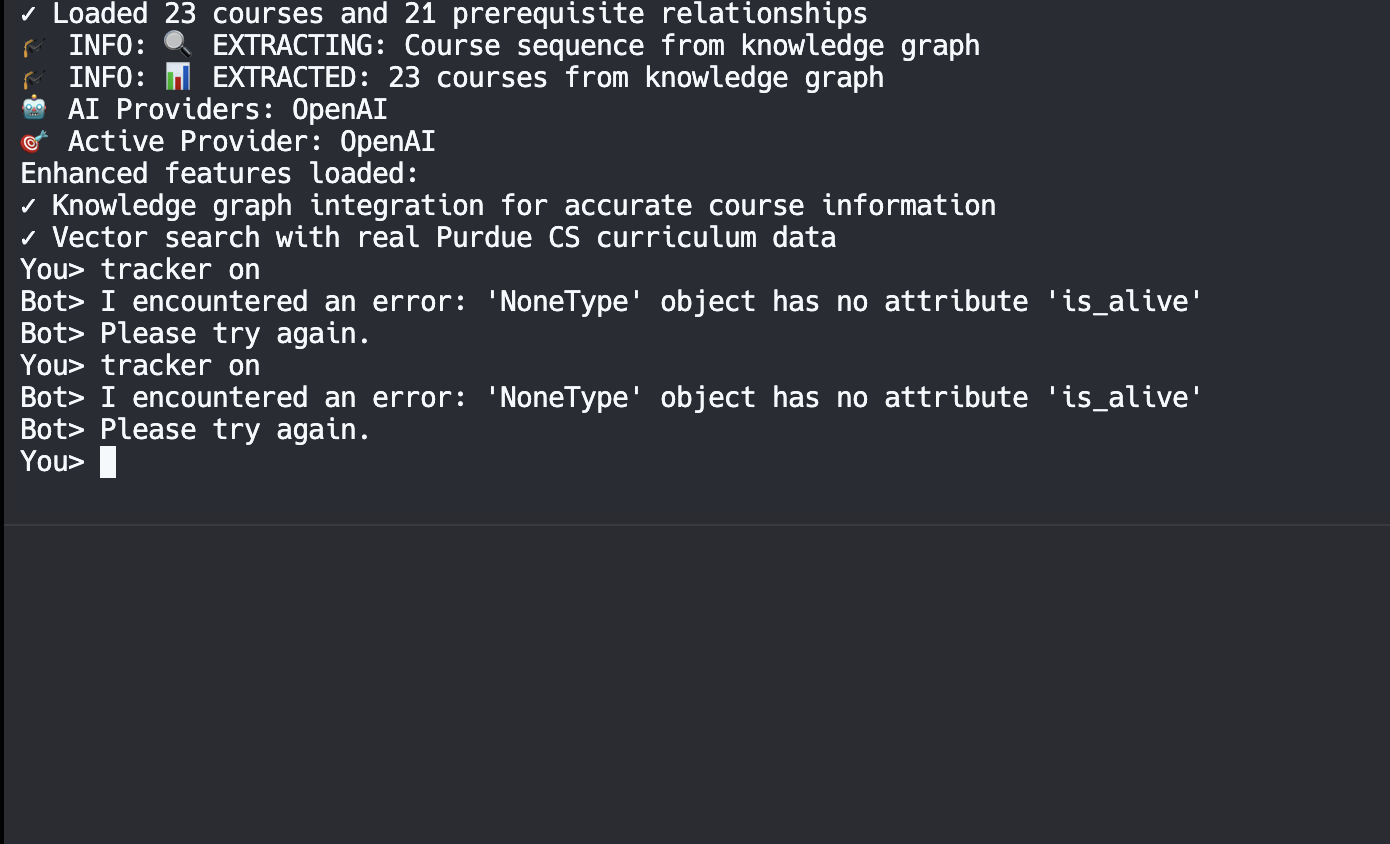 ✓ Loaded 23 courses and 21 prerequisite relationships
🎓 INFO: 🔍 EXTRACTING: Course sequence from knowledge graph
🎓 INFO: 📊 EXTRACTED: 23 courses from knowledge graph
🤖 AI Providers: OpenAI
🎯 Active Provider: OpenAI
Enhanced features loaded:
✓ Knowledge graph integration for accurate course information
✓ Vector search with real Purdue CS curriculum data
You> tracker on
Bot> I encountered an error: 'NoneType' object has no attribute 'is_alive'
Bot> Please try again.
You> tracker on
Bot> I encountered an error: 'NoneType' object has no attribute 'is_alive'
Bot> Please try again.
You>